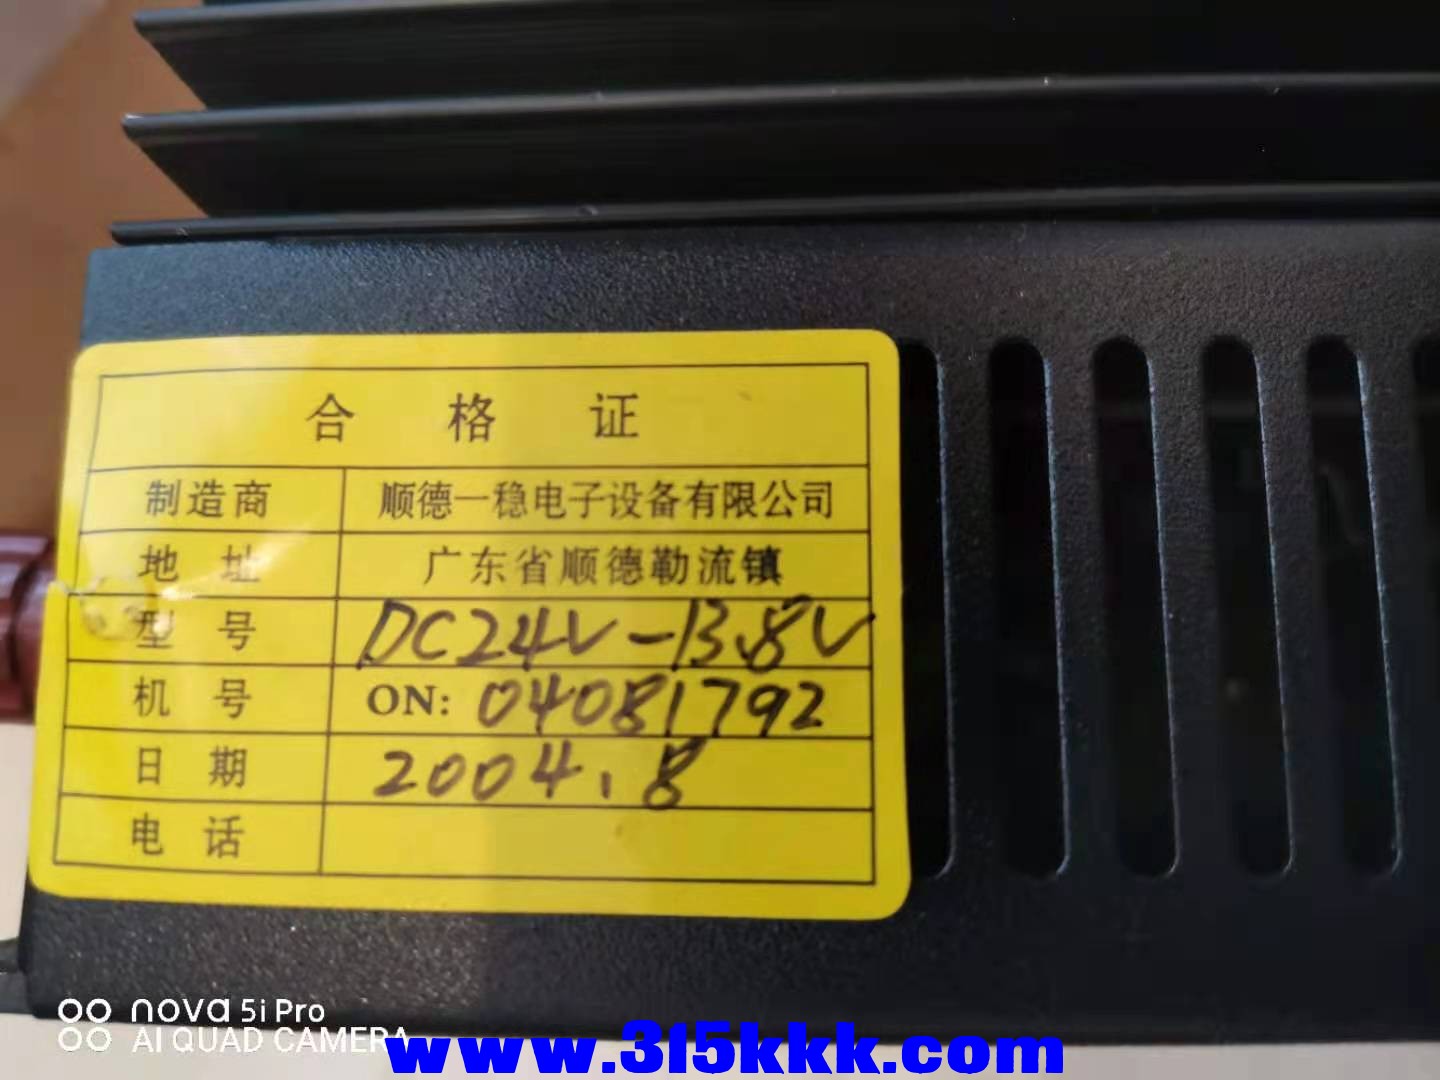 合格证
制造商 顺德一稳电子设备有限公司
地址 广东省顺德勒流镇
型号 DC24V-13.8V
机号 ON: 04081792
日期 2004.8
电话
nova 5i Pro
AI QUAD CAMERA
www.315kkk.com